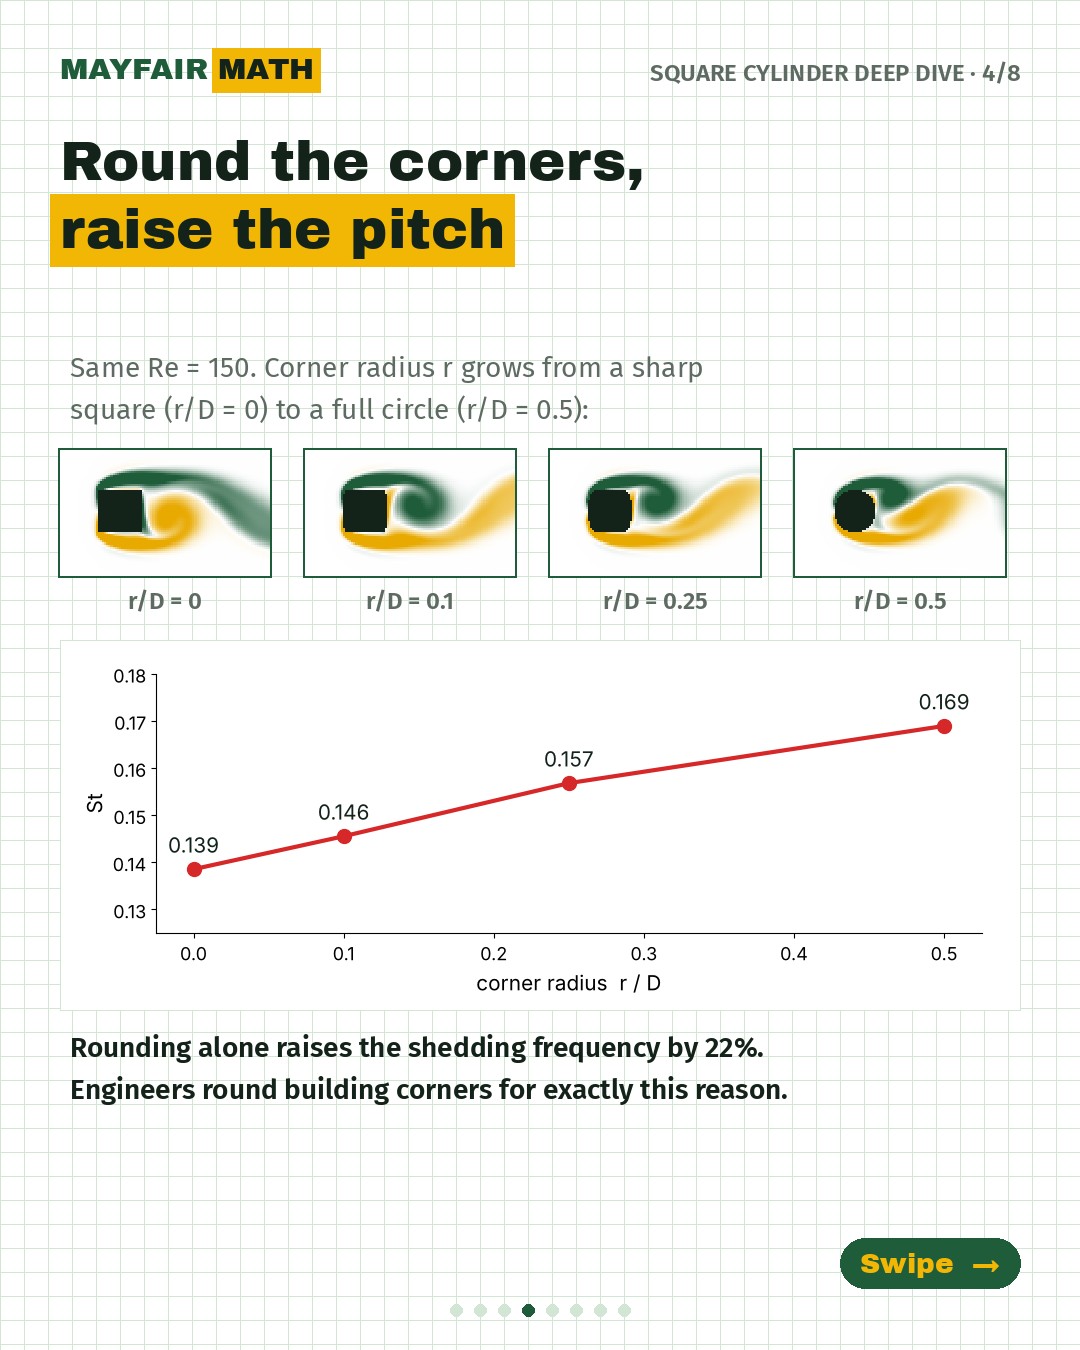 MAYFAIR MATH
SQUARE CYLINDER DEEP DIVE · 4/8
Round the corners,
raise the pitch
Same Re = 150. Corner radius r grows from a sharp
square (r/D = 0) to a full circle (r/D = 0.5):
r/D = 0
r/D = 0.1
r/D = 0.25
r/D = 0.5
0.18
0.17
0.16
0.15
0.14
0.13
St
0.139
0.146
0.157
0.169
0.0
0.1
0.2
0.3
0.4
0.5
corner radius r / D
Rounding alone raises the shedding frequency by 22%.
Engineers round building corners for exactly this reason.
Swipe →